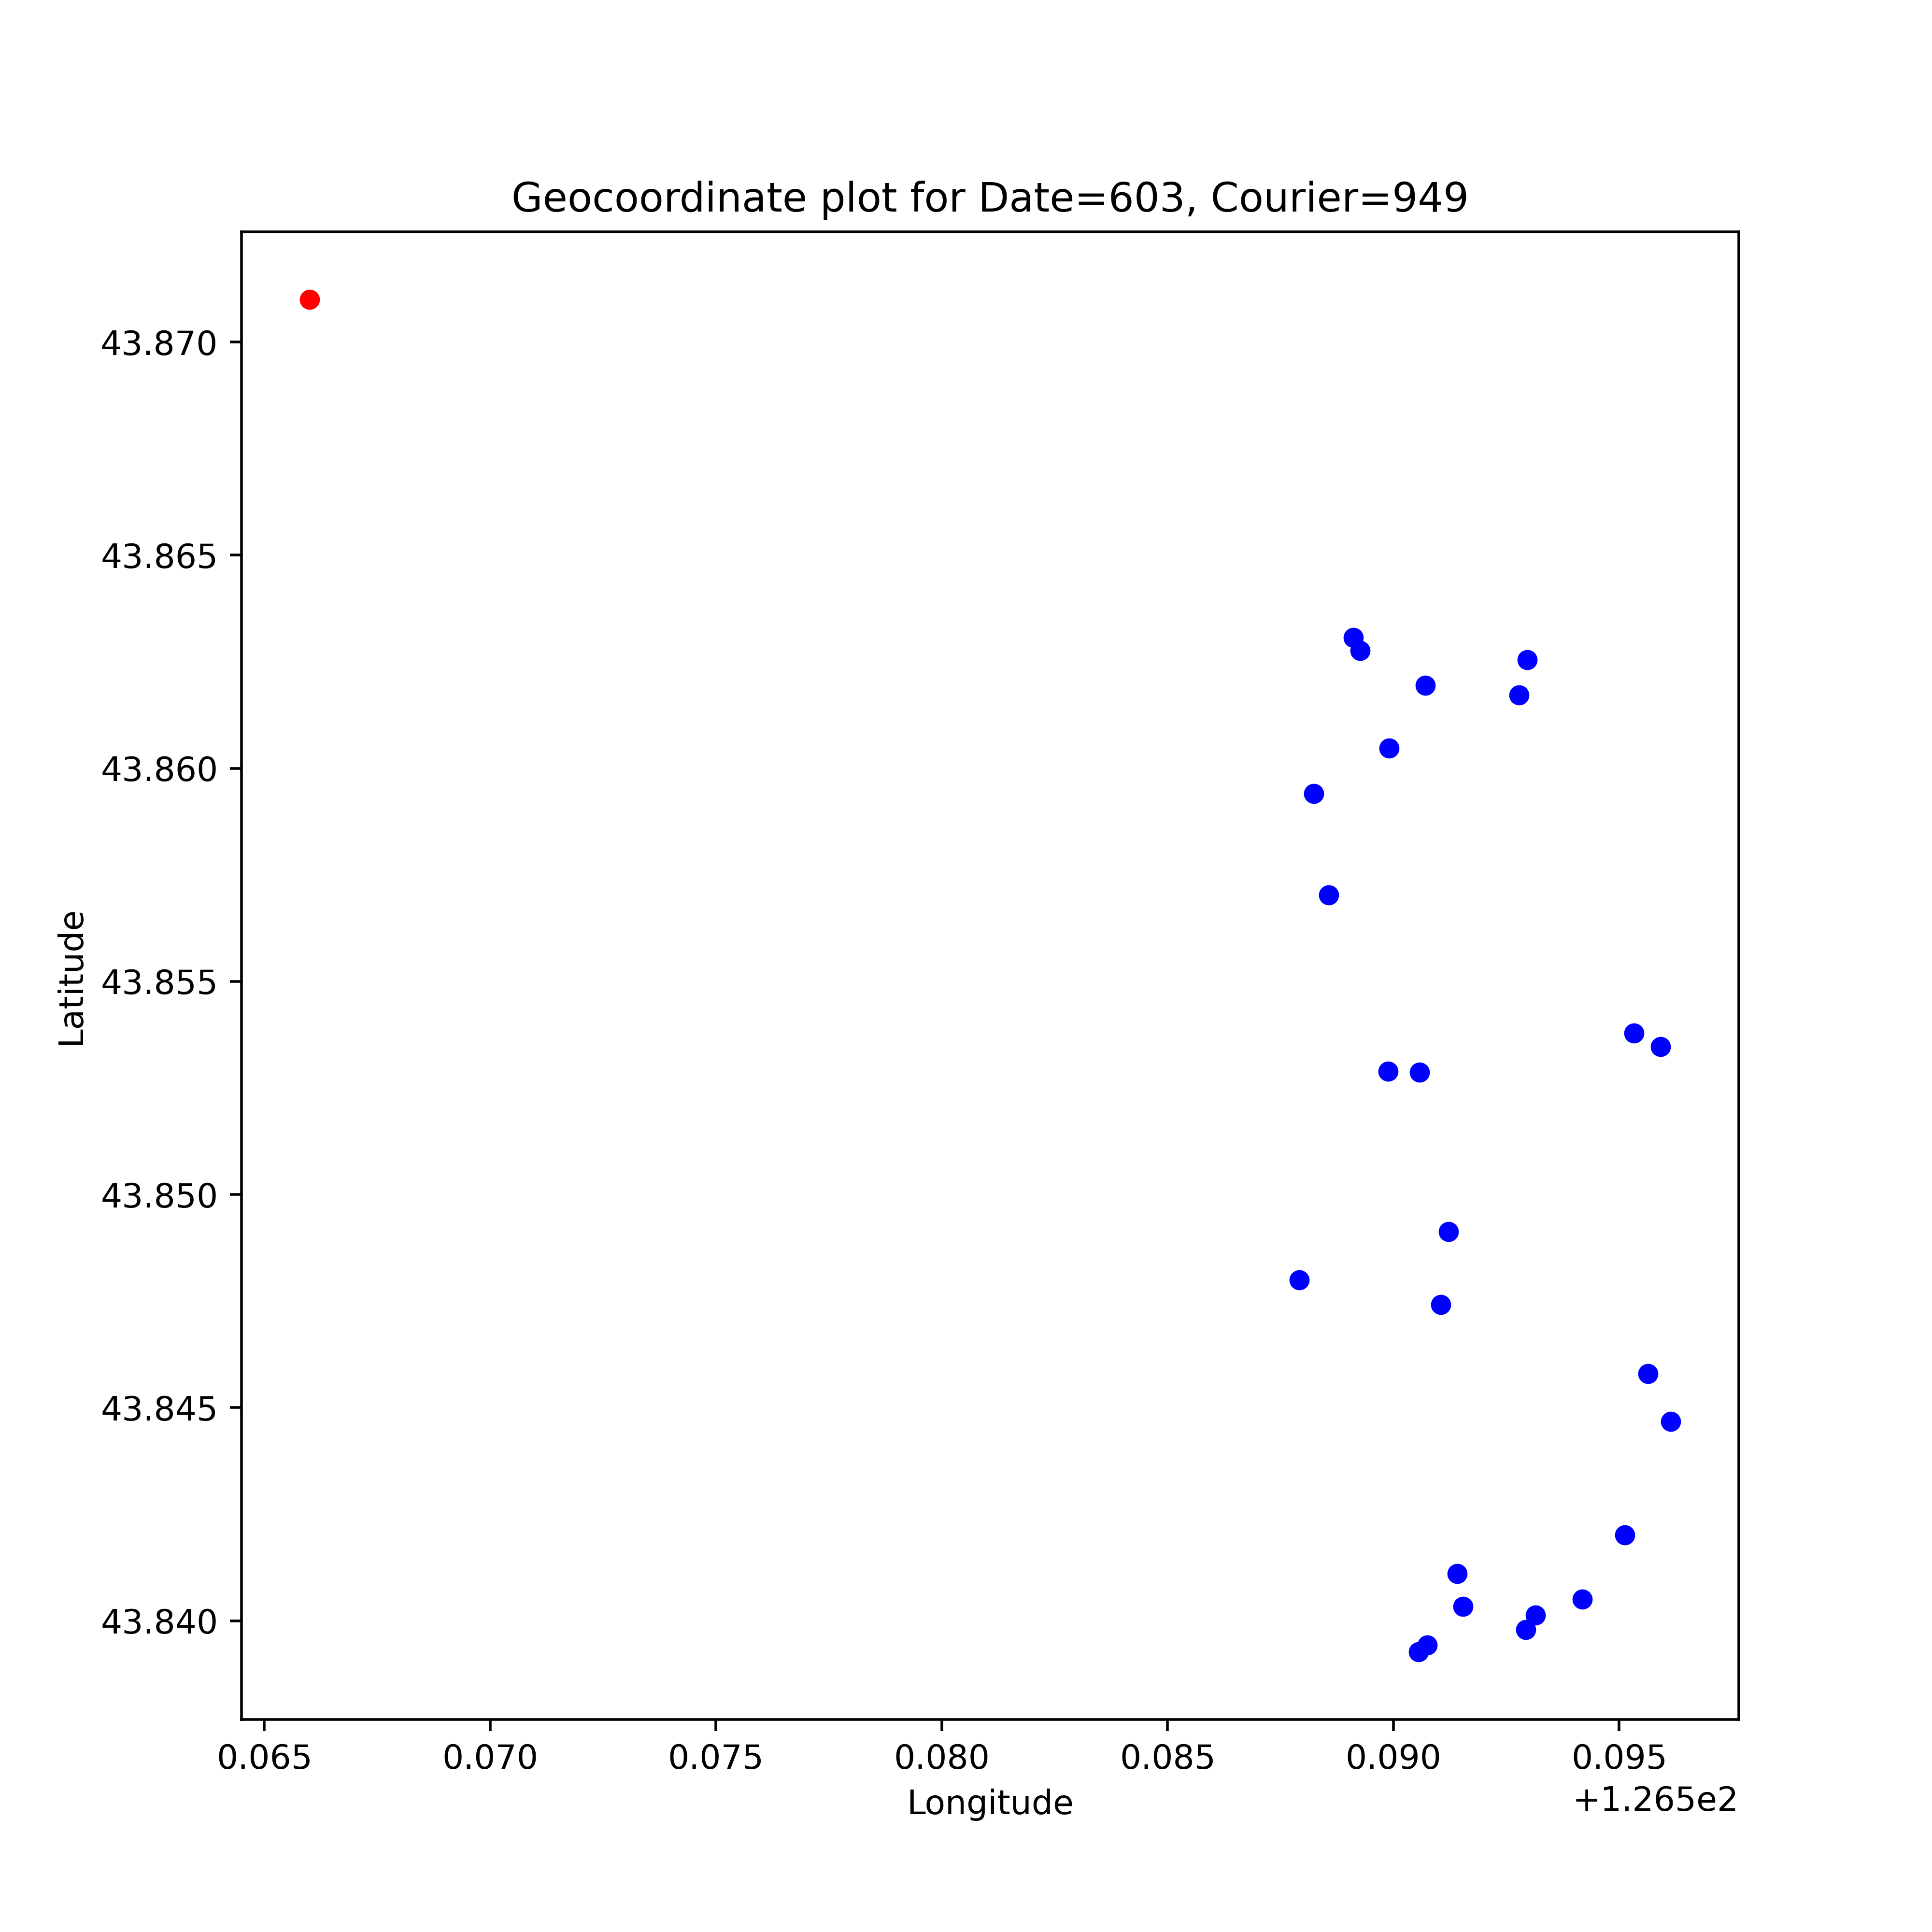 Geocoordinate plot for Date=603, Courier=949
Latitude
43.870
43.865
43.860
43.855
43.850
43.845
43.840
0.065 0.070 0.075 0.080 0.085 0.090 0.095
Longitude
+1.265e2